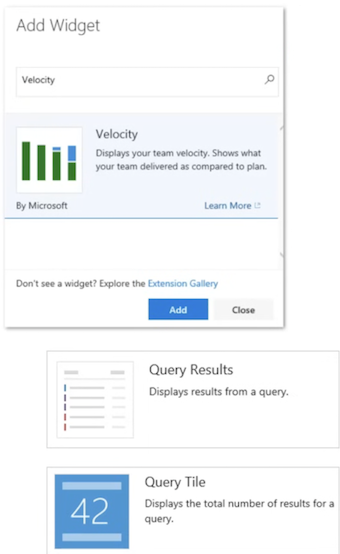 Add Widget
Velocity
Velocity
Displays your team velocity. Shows what
your team delivered as compared to plan.
By Microsoft
Learn More
Don't see a widget? Explore the Extension Gallery
Add
Close
Query Results
Displays results from a query.
42
Query Tile
Displays the total number of results for a
query.